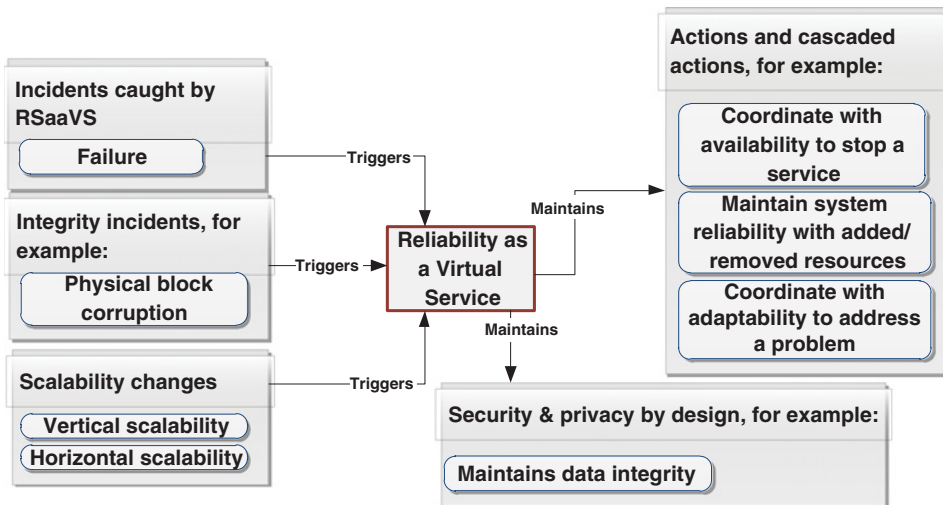 Incidents caught by
RSaaVS
Failure
Integrity incidents, for
example:
Physical block
corruption
Scalability changes
Vertical scalability
Horizontal scalability
Triggers
Triggers
Triggers
Reliability as
a Virtual
Service
Maintains
Maintains
Actions and cascaded
actions, for example:
Coordinate with
availability to stop a
service
Maintain system
reliability with added/
removed resources
Coordinate with
adaptability to address
a problem
Security & privacy by design, for example:
Maintains data integrity